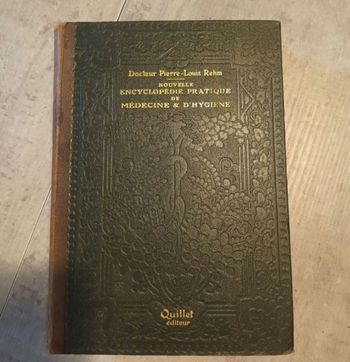 Docteur Pierre-Louis Rehm
NOUVELLE
ENCYCLOPÉDIE PRATIQUE
DE
MÉDECINE & D'HYGIÈNE
Quillet
éditeur